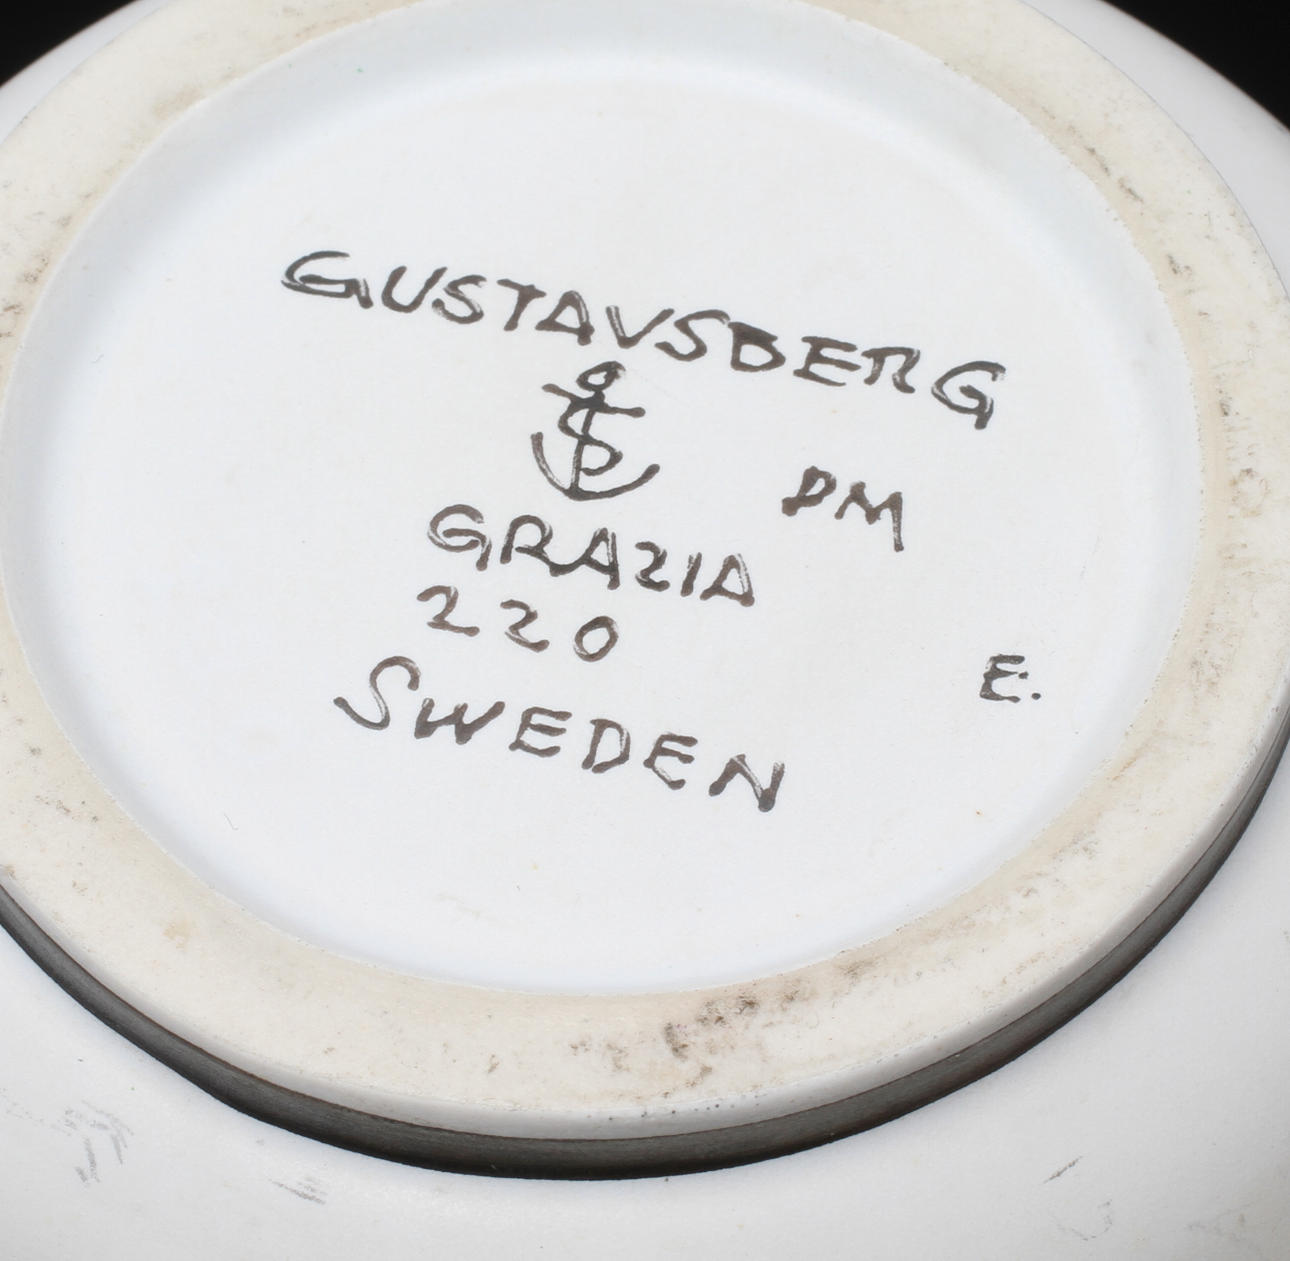 GUSTAVSBERG
S DM
GRAZIA
220
E.
SWEDEN